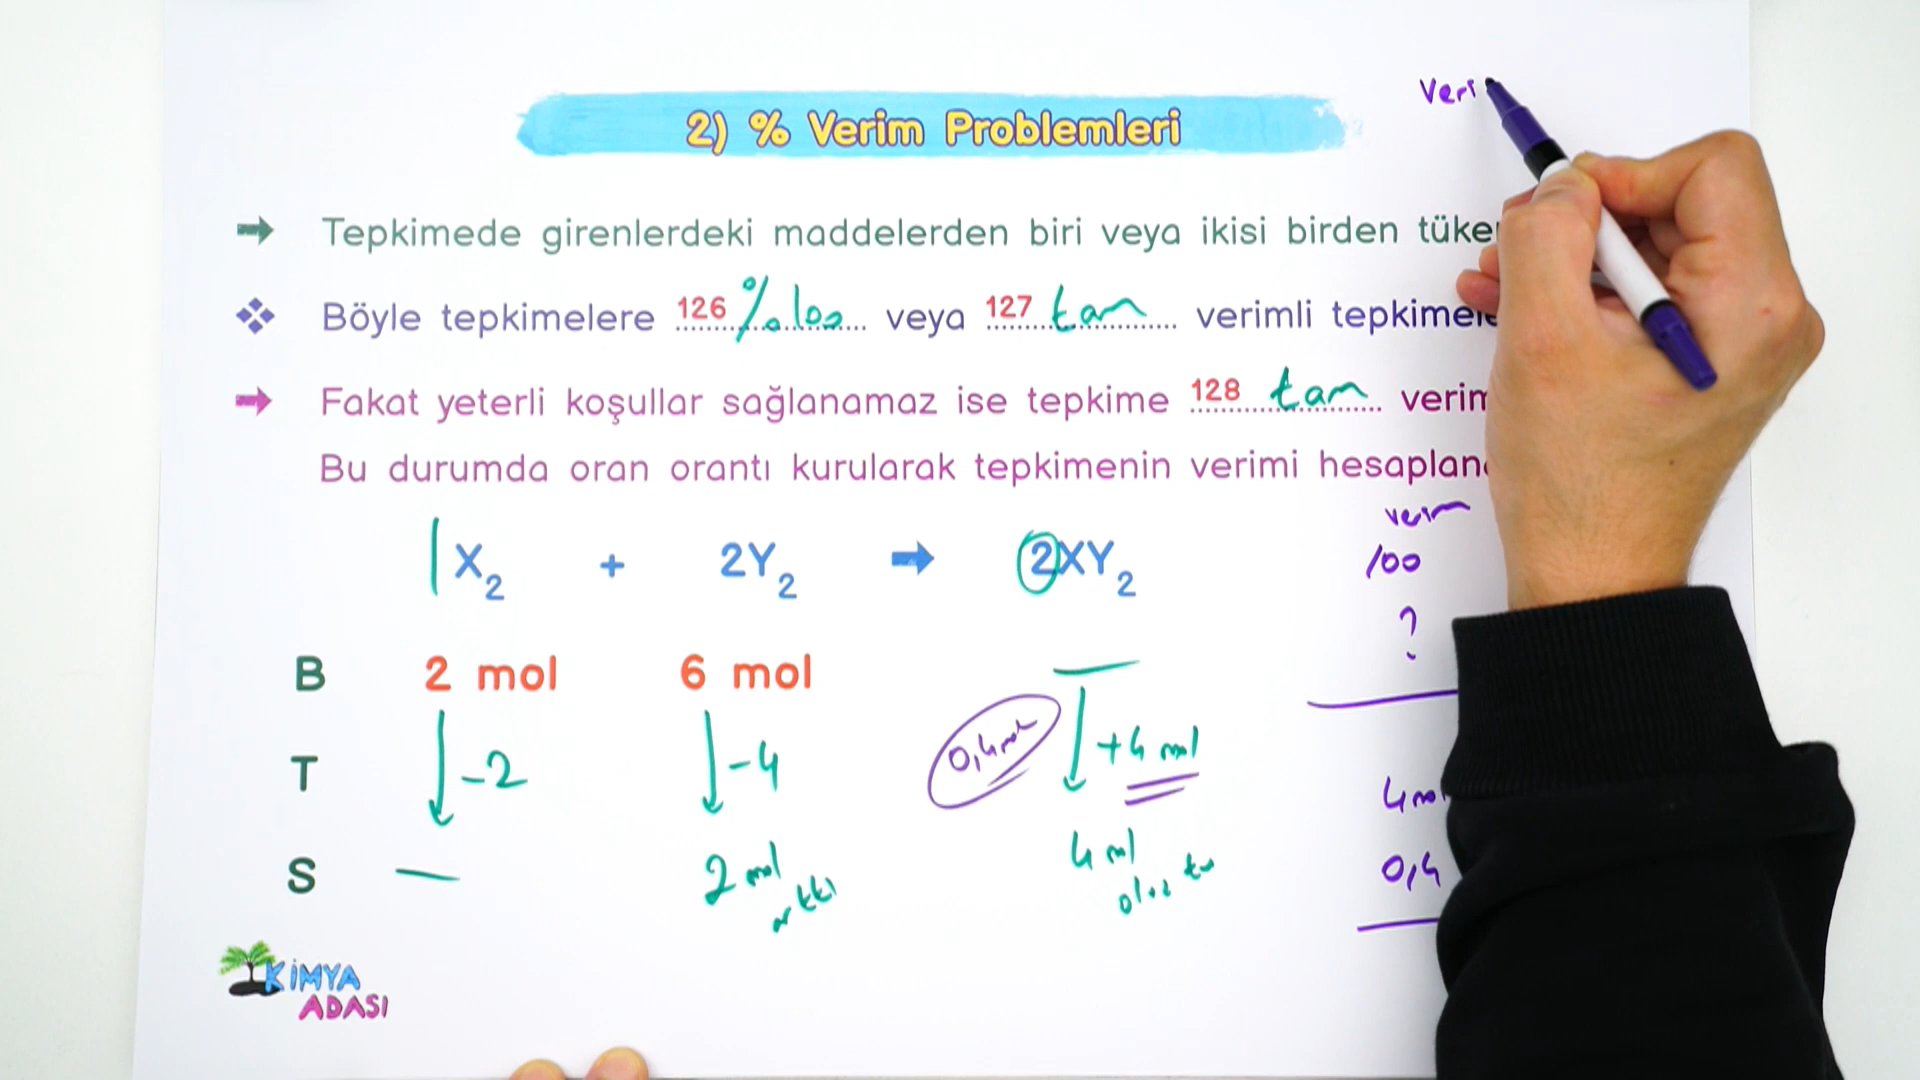 Veri
2) % Verim Problemleri
Tepkimede girenlerdeki maddelerden biri veya ikisi birden tüke
Böyle tepkimelere 126 % 100 veya 127 tam verimli tepkimele
Fakat yeterli koşullar sağlanamaz ise tepkime 128 tam verim
Bu durumda oran orantı kurularak tepkimenin verimi hesaplan
verim
1 X₂ + 2Y₂ → 2XY₂ 100
?
B 2 mol 6 mol —
T -2 -4 0,4 mol +4 mol 4 mol
S — 2 mol 4 mol 0,4
arttı
KİMYA
ADASI